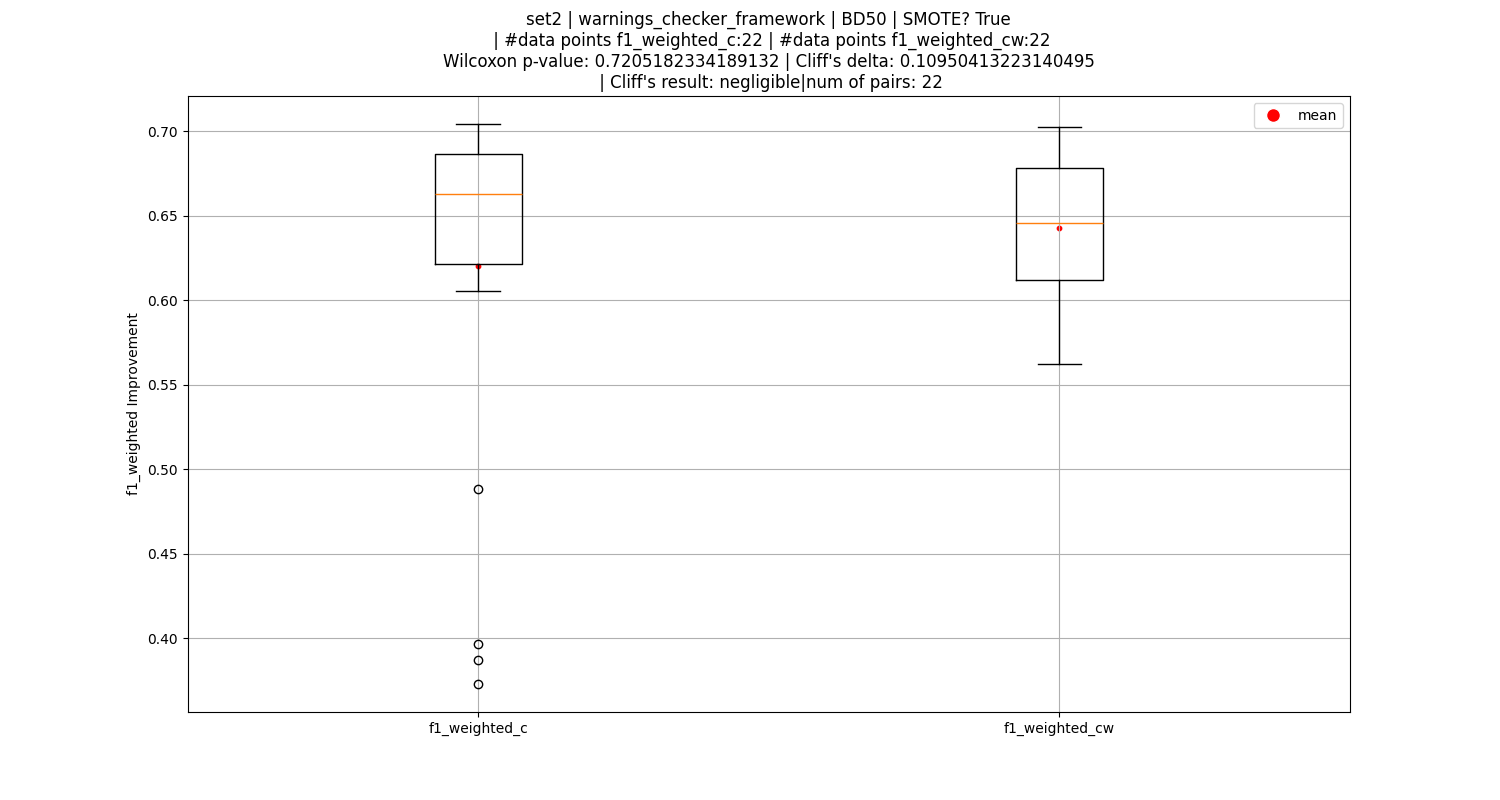 set2 | warnings_checker_framework | BD50 | SMOTE? True
| #data points f1_weighted_c:22 | #data points f1_weighted_cw:22
Wilcoxon p-value: 0.7205182334189132 | Cliff's delta: 0.10950413223140495
| Cliff's result: negligible|num of pairs: 22
mean
0.70
0.65
0.60
0.55
0.50
0.45
0.40
f1_weighted Improvement
f1_weighted_c
f1_weighted_cw